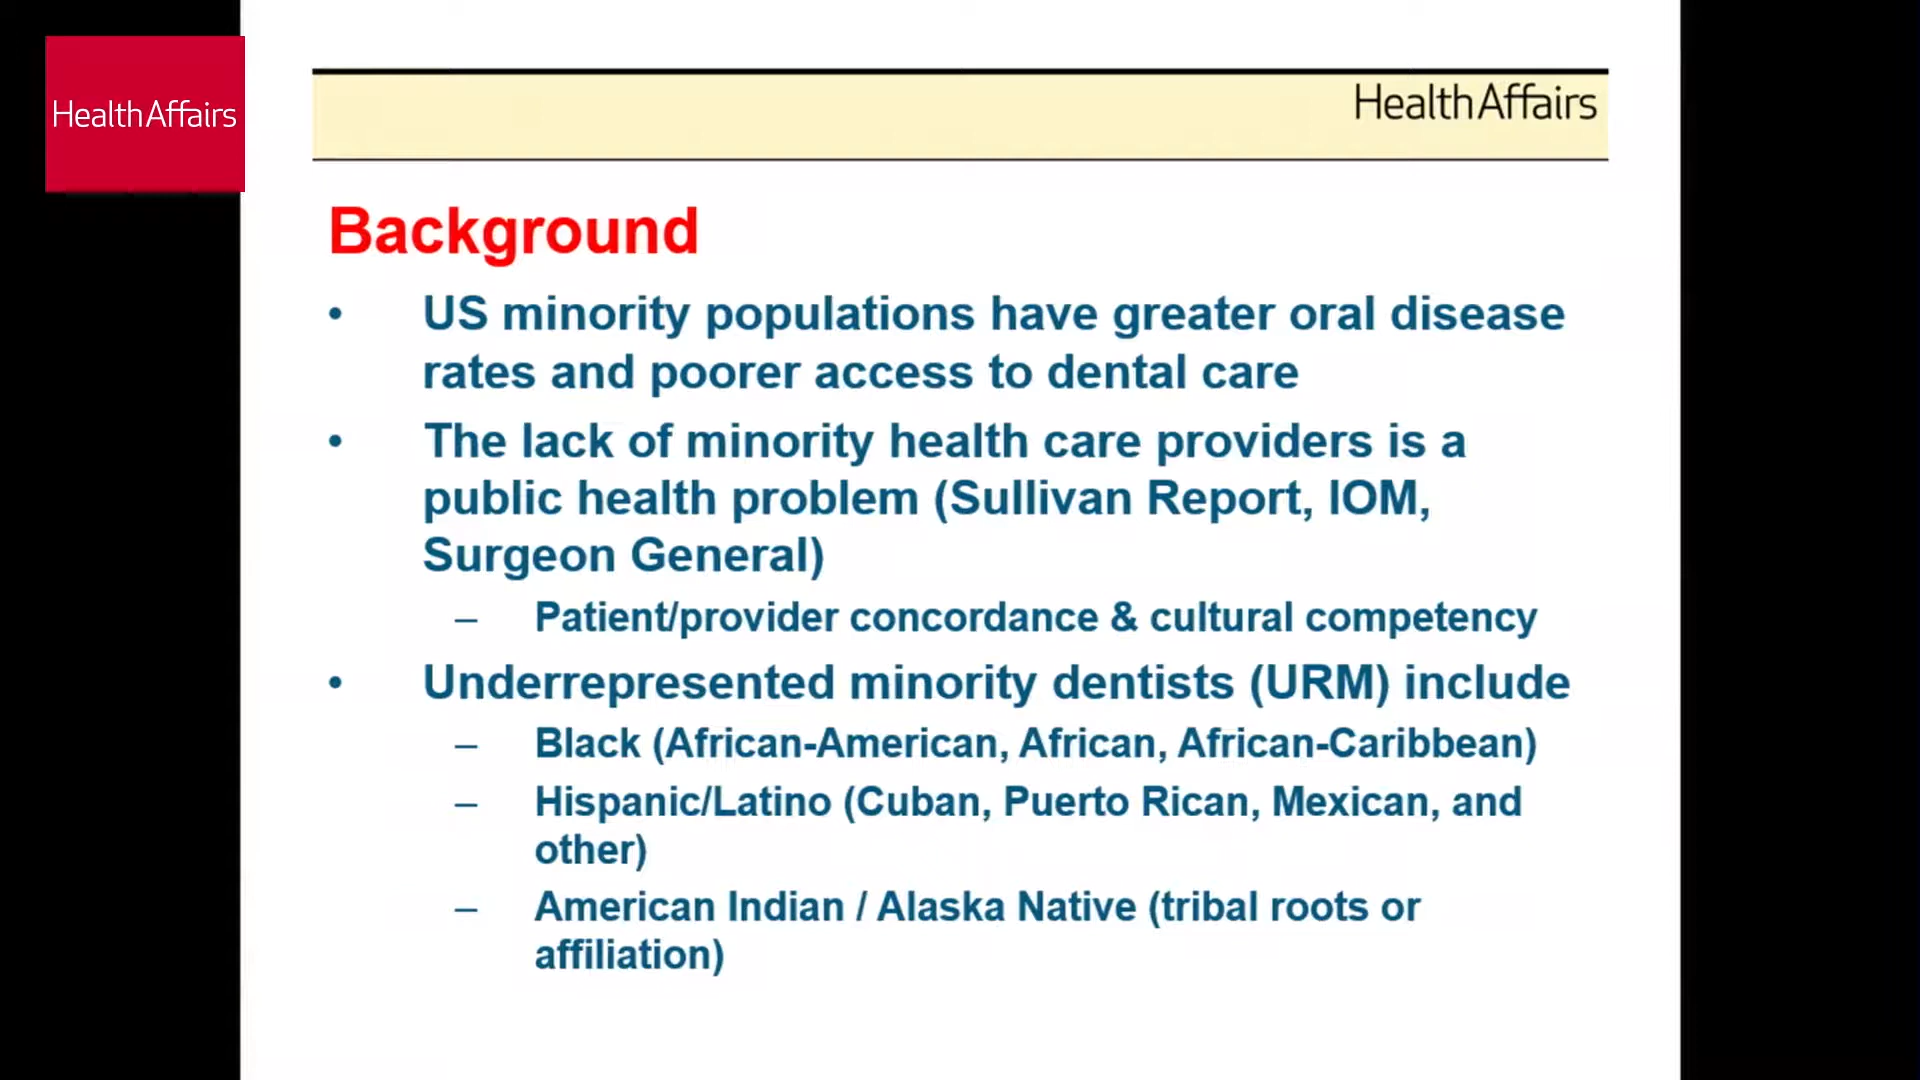 HealthAffairs
HealthAffairs
Background
• US minority populations have greater oral disease
rates and poorer access to dental care
• The lack of minority health care providers is a
public health problem (Sullivan Report, IOM,
Surgeon General)
– Patient/provider concordance & cultural competency
• Underrepresented minority dentists (URM) include
– Black (African-American, African, African-Caribbean)
– Hispanic/Latino (Cuban, Puerto Rican, Mexican, and
other)
– American Indian / Alaska Native (tribal roots or
affiliation)